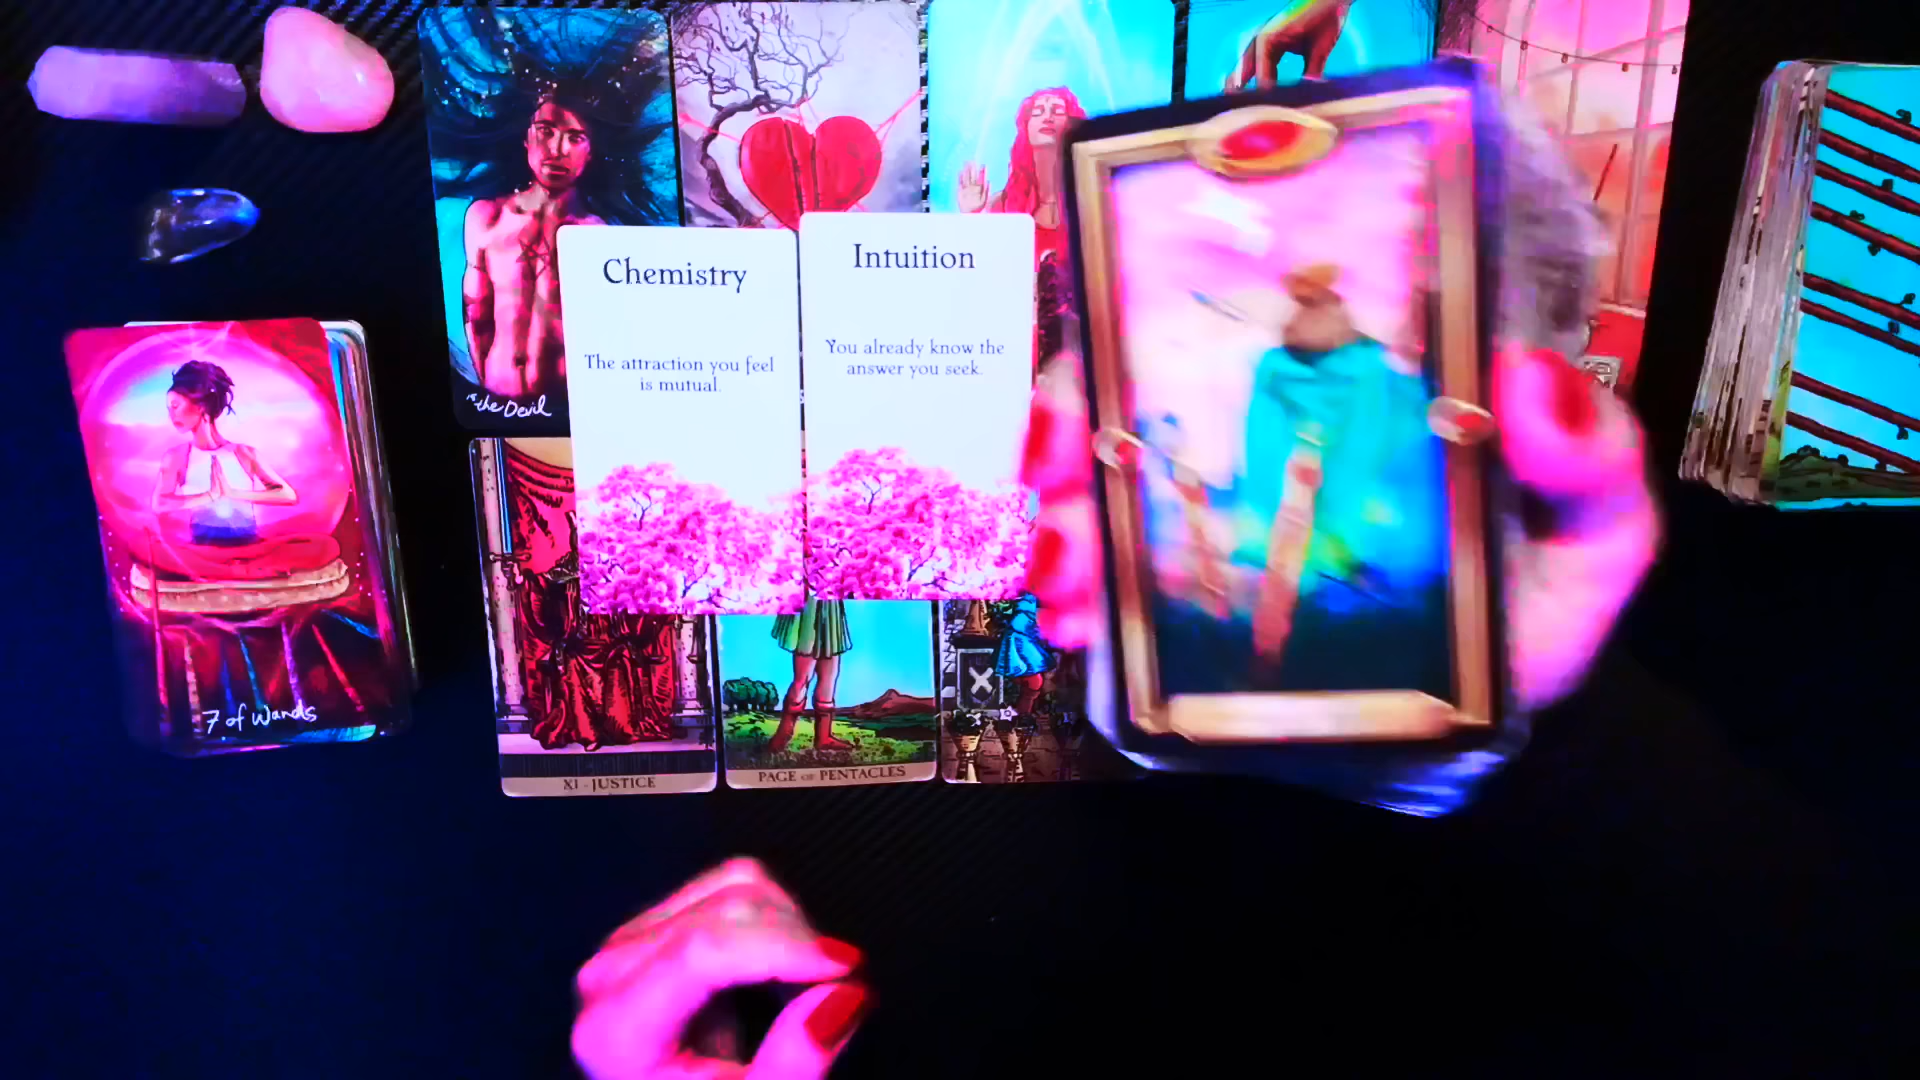 Chemistry
The attraction you feel
is mutual.
Intuition
You already know the
answer you seek.
the Devil
7 of Wands
XI · JUSTICE
PAGE OF PENTACLES